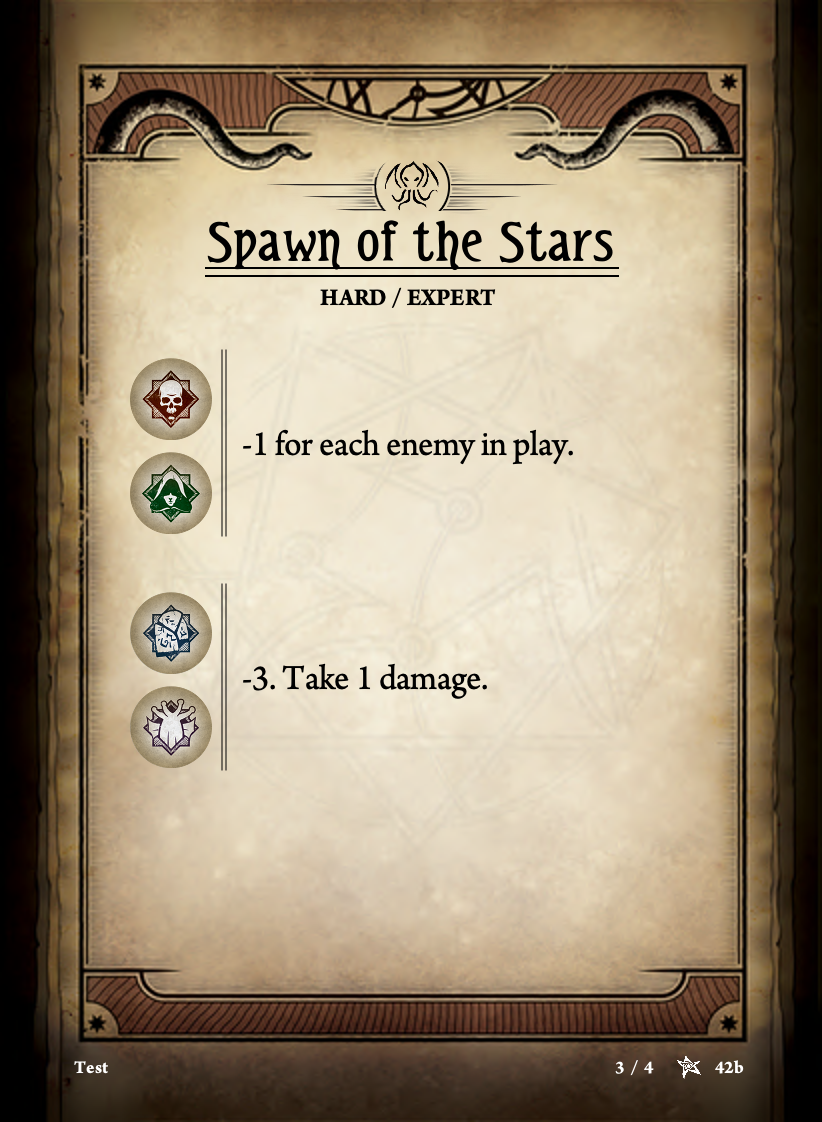 Spawn of the Stars
HARD / EXPERT
-1 for each enemy in play.
-3. Take 1 damage.
Test
3 / 4
42b